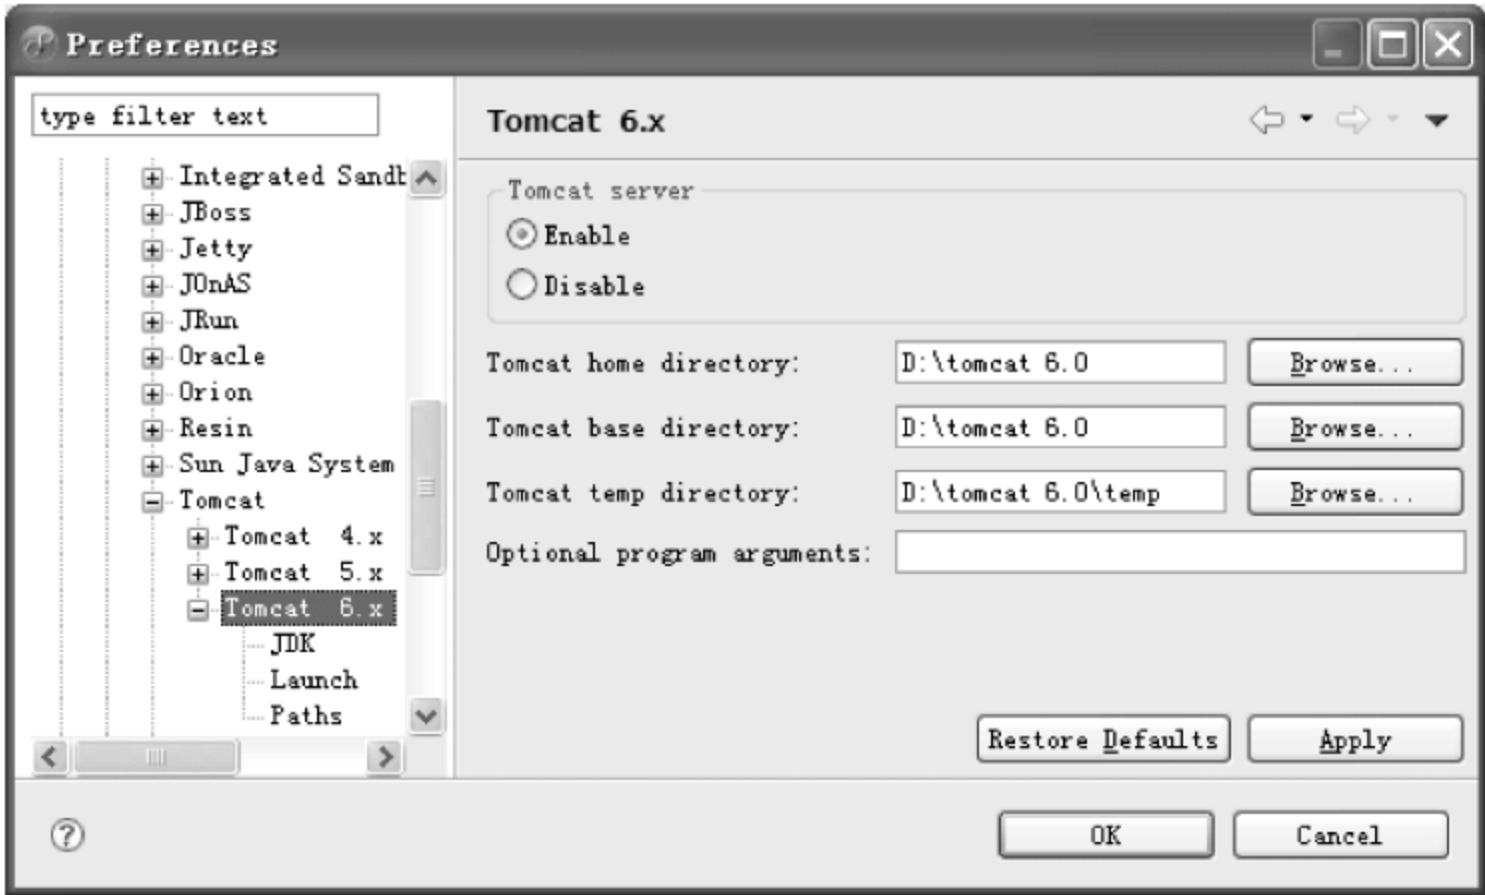 Preferences
type filter text
Integrated Sandb
JBoss
Jetty
JOnAS
JRun
Oracle
Orion
Resin
Sun Java System
Tomcat
Tomcat 4.x
Tomcat 5.x
Tomcat 6.x
JDK
Launch
Paths
Tomcat 6.x
Tomcat server
Enable
Disable
Tomcat home directory: D:\tomcat 6.0 Browse...
Tomcat base directory: D:\tomcat 6.0 Browse...
Tomcat temp directory: D:\tomcat 6.0\temp Browse...
Optional program arguments:
Restore Defaults Apply
OK Cancel